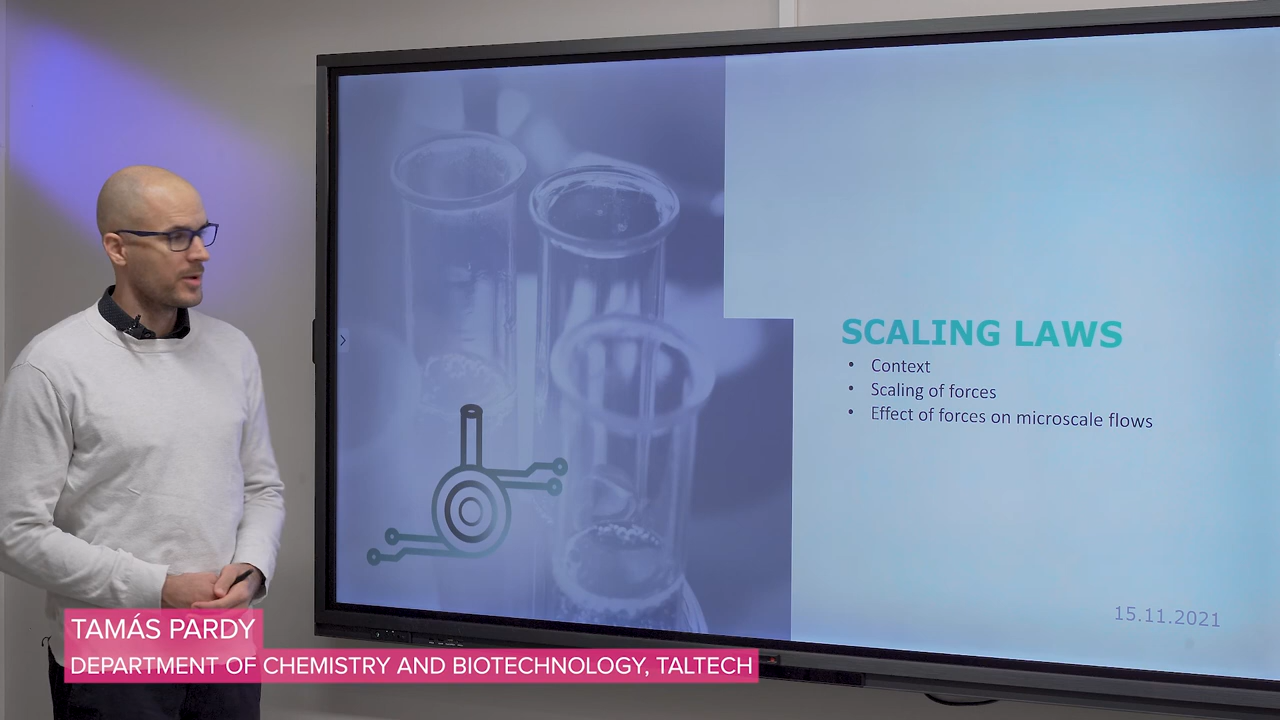 SCALING LAWS
• Context
• Scaling of forces
• Effect of forces on microscale flows
15.11.2021
TAMÁS PARDY
DEPARTMENT OF CHEMISTRY AND BIOTECHNOLOGY, TALTECH